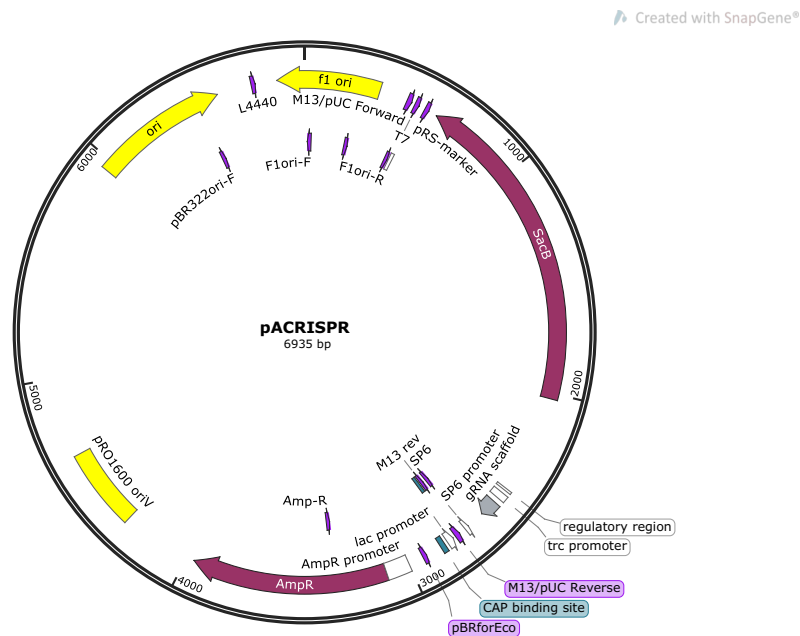 Created with SnapGene®
f1 ori
M13/pUC Forward
L4440
ori
T7
pRS-marker
1000
6000
F1ori-F
F1ori-R
pBR322ori-F
SacB
pACRISPR
6935 bp
2000
5000
M13 rev
SP6
SP6 promoter
gRNA scaffold
pRO1600 oriV
Amp-R
lac promoter
regulatory region
trc promoter
AmpR promoter
AmpR
3000
4000
M13/pUC Reverse
CAP binding site
pBRforEco